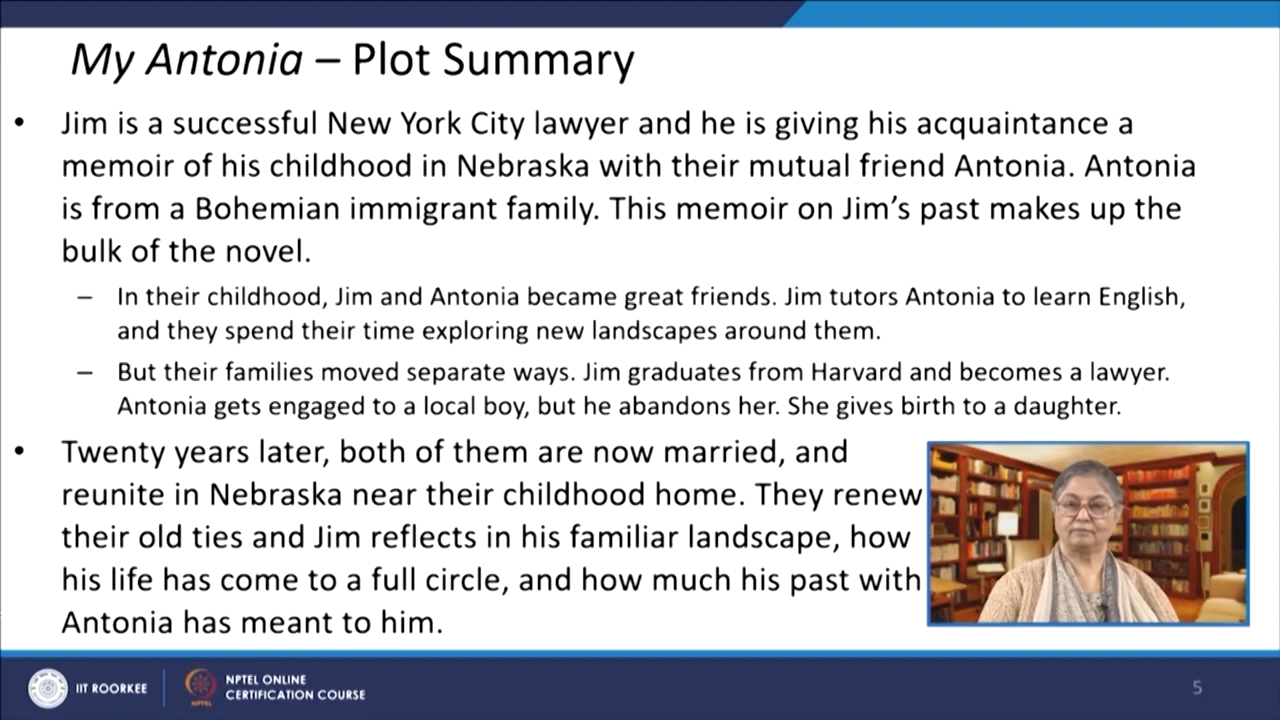 My Antonia – Plot Summary
• Jim is a successful New York City lawyer and he is giving his acquaintance a
memoir of his childhood in Nebraska with their mutual friend Antonia. Antonia
is from a Bohemian immigrant family. This memoir on Jim’s past makes up the
bulk of the novel.
– In their childhood, Jim and Antonia became great friends. Jim tutors Antonia to learn English,
and they spend their time exploring new landscapes around them.
– But their families moved separate ways. Jim graduates from Harvard and becomes a lawyer.
Antonia gets engaged to a local boy, but he abandons her. She gives birth to a daughter.
• Twenty years later, both of them are now married, and
reunite in Nebraska near their childhood home. They renew
their old ties and Jim reflects in his familiar landscape, how
his life has come to a full circle, and how much his past with
Antonia has meant to him.
IIT ROORKEE
NPTEL
NPTEL ONLINE
CERTIFICATION COURSE
5